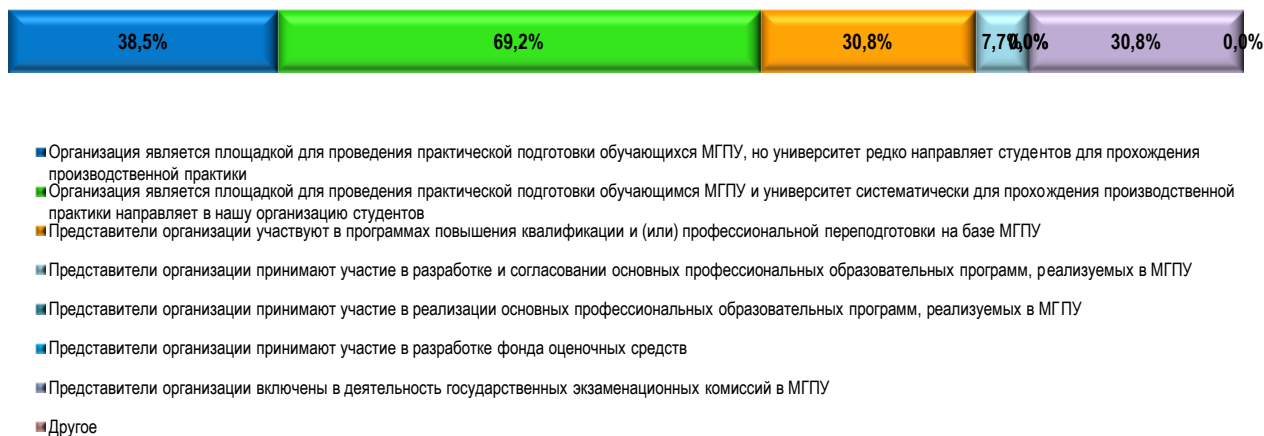 38,5% 69,2% 30,8% 7,7% 0,0% 0,0% 30,8% 0,0%
Организация является площадкой для проведения практической подготовки обучающихся МГПУ, но университет редко направляет студентов для прохождения
производственной практики
Организация является площадкой для проведения практической подготовки обучающимся МГПУ и университет систематически для прохождения производственной
практики направляет в нашу организацию студентов
Представители организации участвуют в программах повышения квалификации и (или) профессиональной переподготовки на базе МГПУ
Представители организации принимают участие в разработке и согласовании основных профессиональных образовательных программ, реализуемых в МГПУ
Представители организации принимают участие в реализации основных профессиональных образовательных программ, реализуемых в МГПУ
Представители организации принимают участие в разработке фонда оценочных средств
Представители организации включены в деятельность государственных экзаменационных комиссий в МГПУ
Другое